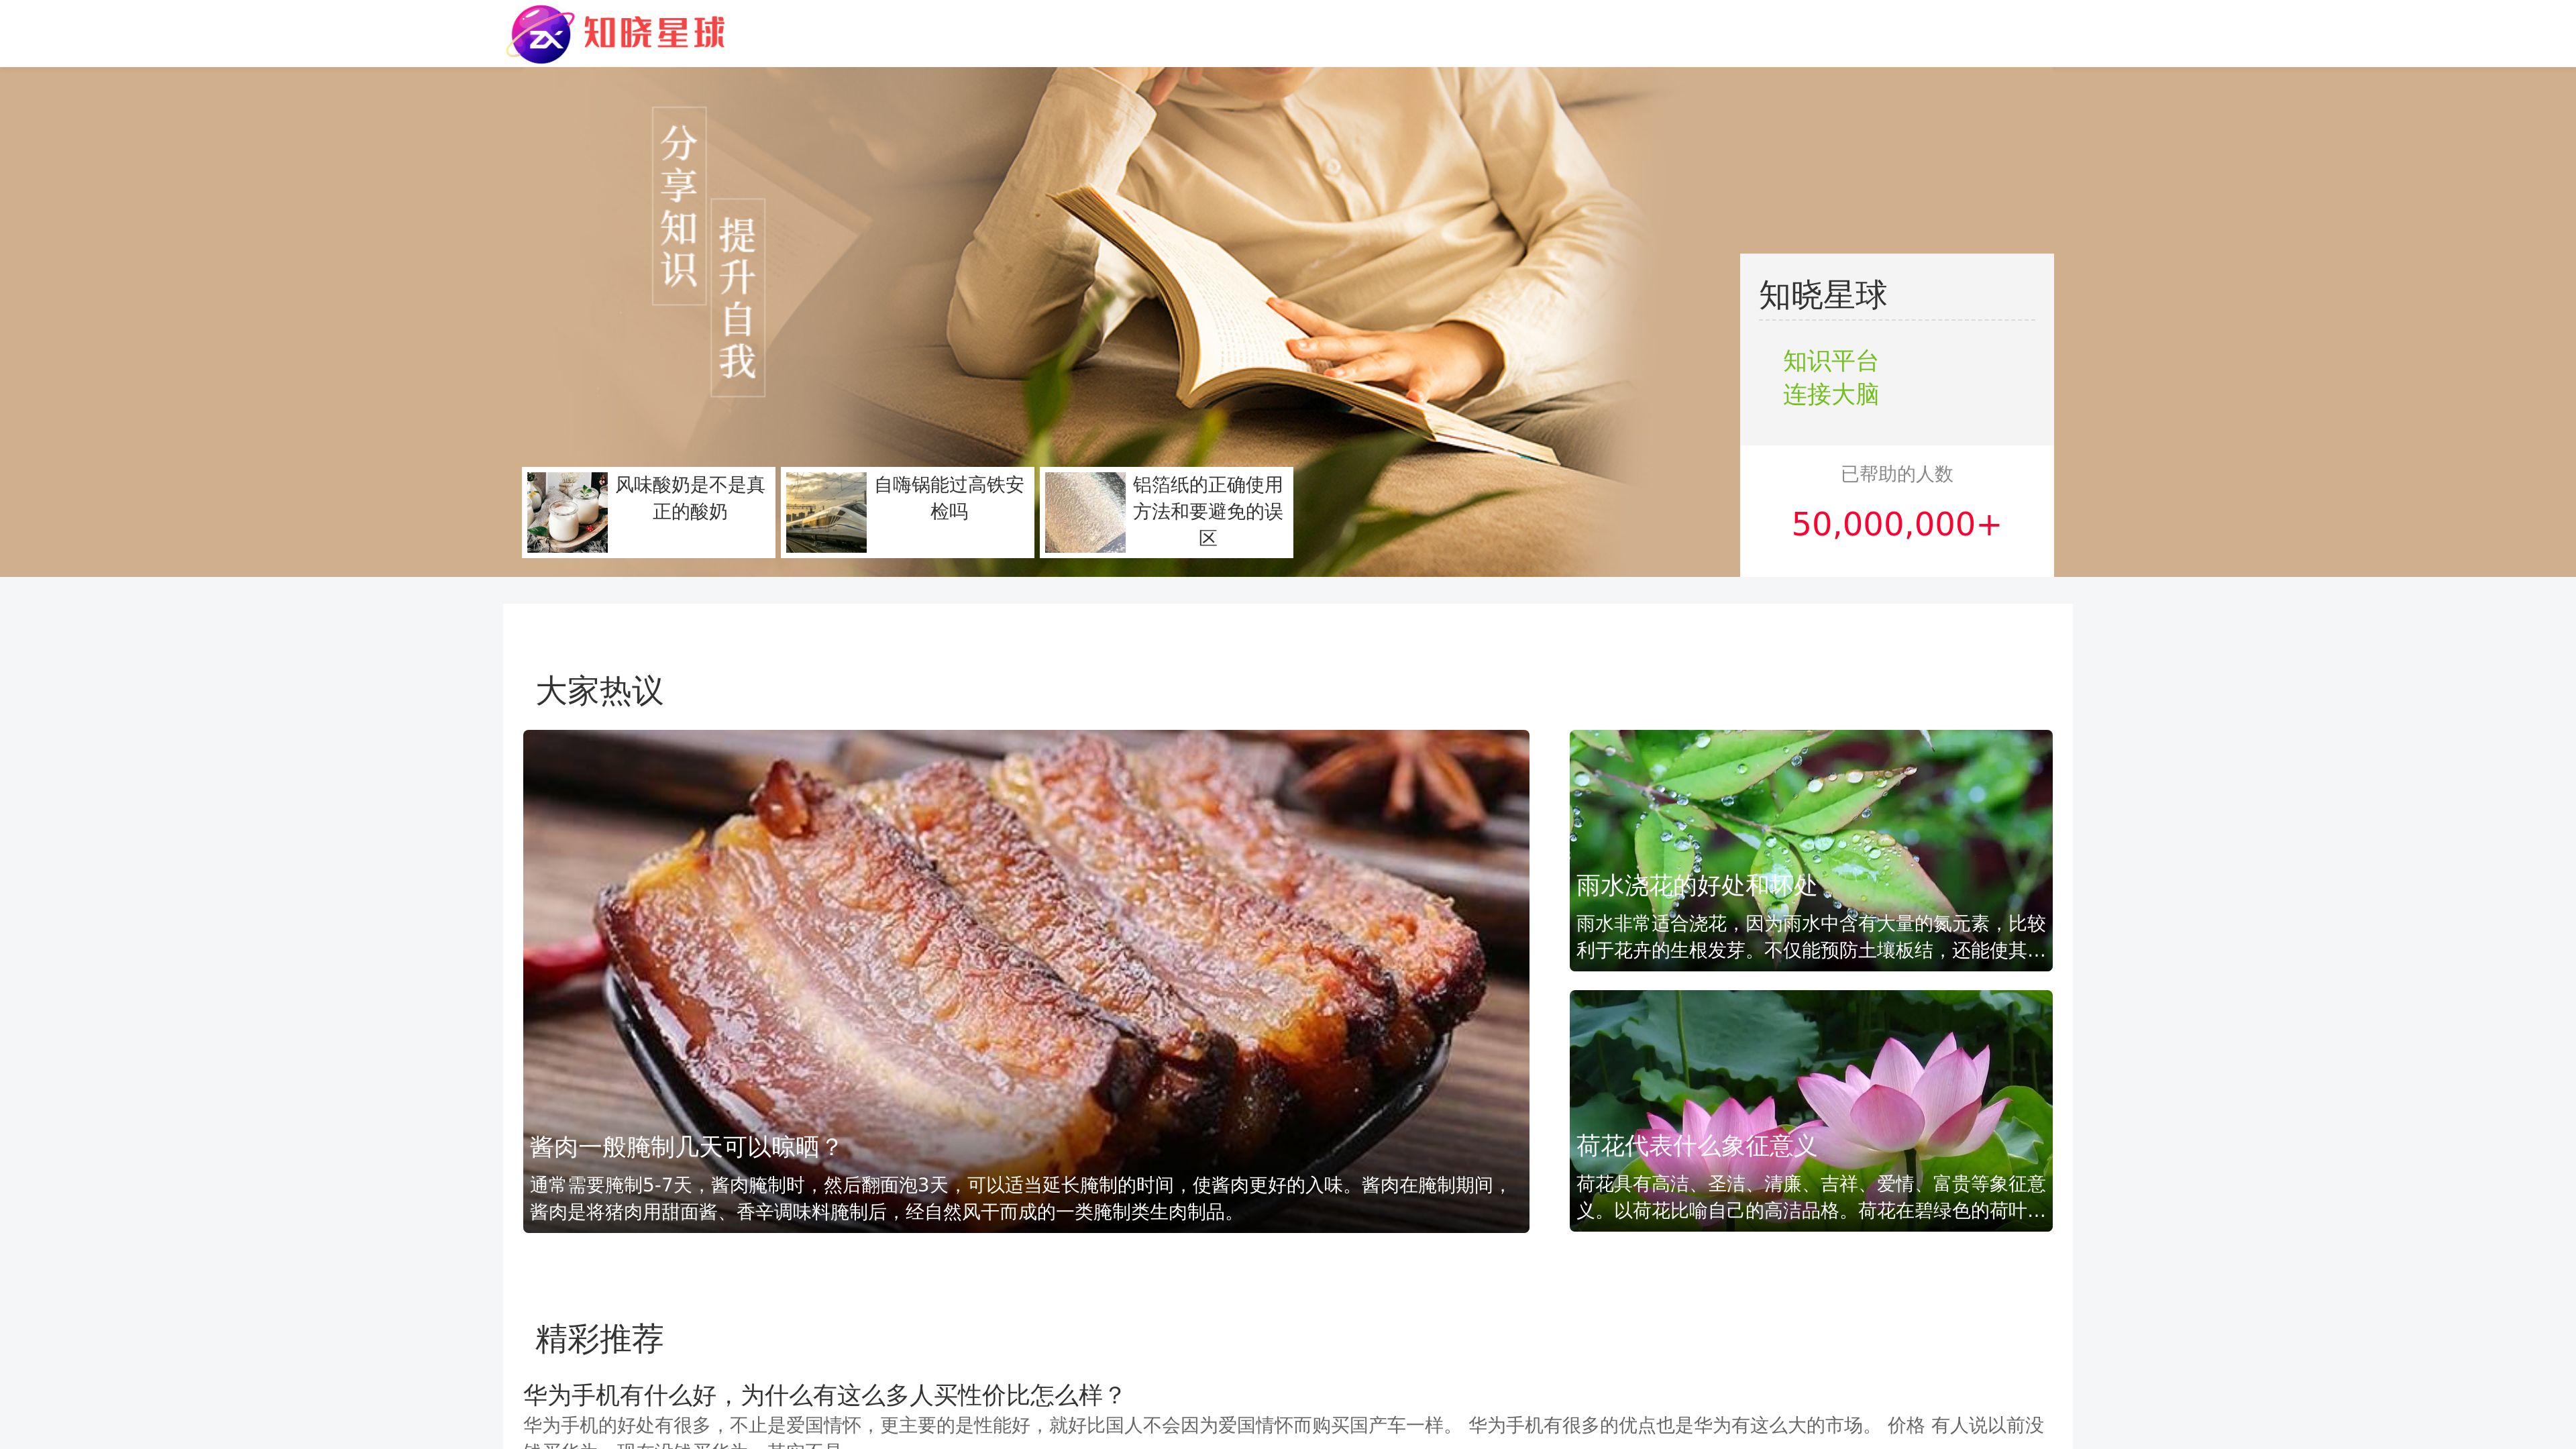 ZX 知晓星球
分享知识
提升自我
知晓星球
知识平台
连接大脑
已帮助的人数
50,000,000+
风味酸奶是不是真
正的酸奶
自嗨锅能过高铁安
检吗
铝箔纸的正确使用
方法和要避免的误
区
大家热议
酱肉一般腌制几天可以晾晒？
通常需要腌制5-7天，酱肉腌制时，然后翻面泡3天，可以适当延长腌制的时间，使酱肉更好的入味。酱肉在腌制期间，
酱肉是将猪肉用甜面酱、香辛调味料腌制后，经自然风干而成的一类腌制类生肉制品。
雨水浇花的好处和坏处
雨水非常适合浇花，因为雨水中含有大量的氮元素，比较
利于花卉的生根发芽。不仅能预防土壤板结，还能使其…
荷花代表什么象征意义
荷花具有高洁、圣洁、清廉、吉祥、爱情、富贵等象征意
义。以荷花比喻自己的高洁品格。荷花在碧绿色的荷叶…
精彩推荐
华为手机有什么好，为什么有这么多人买性价比怎么样？
华为手机的好处有很多，不止是爱国情怀，更主要的是性能好，就好比国人不会因为爱国情怀而购买国产车一样。 华为手机有很多的优点也是华为有这么大的市场。 价格 有人说以前没